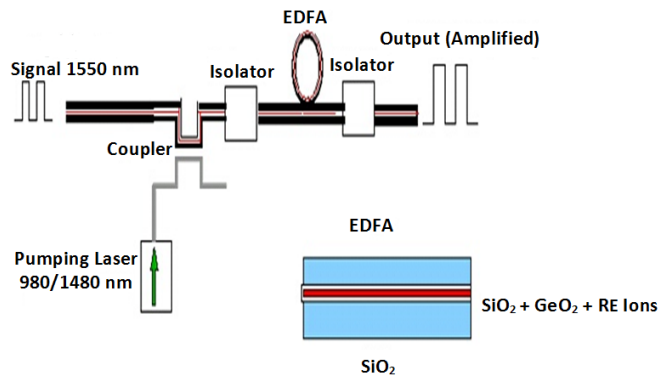 EDFA
Output (Amplified)
Signal 1550 nm
Isolator
Isolator
Coupler
Pumping Laser
980/1480 nm
EDFA
SiO₂ + GeO₂ + RE Ions
SiO₂